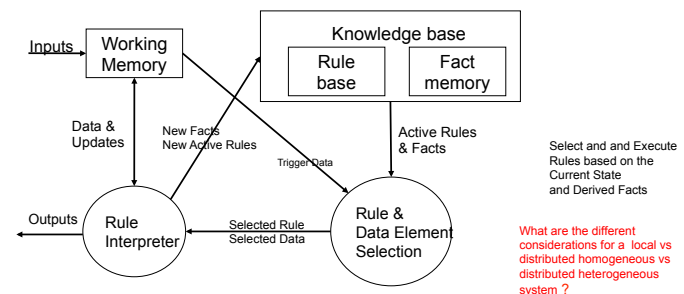 Knowledge base
Inputs
Working
Memory
Rule
base
Fact
memory
Data &
Updates
New Facts
New Active Rules
Trigger Data
Active Rules
& Facts
Select and and Execute
Rules based on the
Current State
and Derived Facts
Outputs
Rule
Interpreter
Selected Rule
Selected Data
Rule &
Data Element
Selection
What are the different
considerations for a local vs
distributed homogeneous vs
distributed heterogeneous
system ?